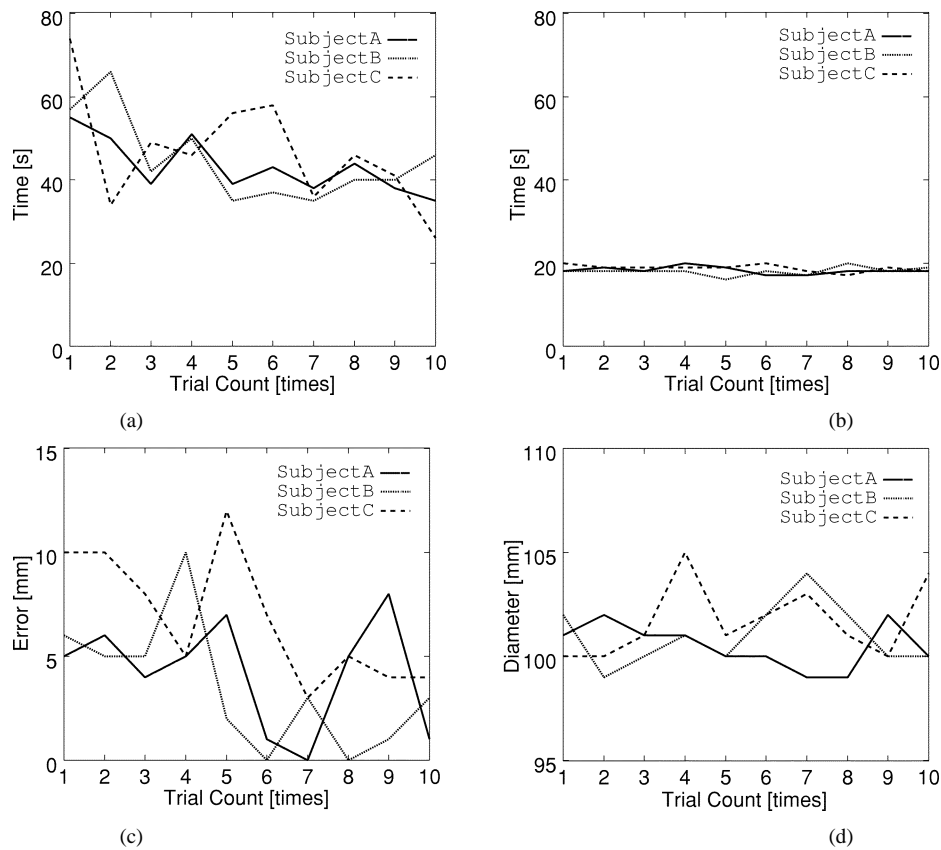 80
60
40
20
0
Time [s]
SubjectA
SubjectB
SubjectC
1 2 3 4 5 6 7 8 9 10
Trial Count [times]
(a)
80
60
40
20
0
Time [s]
SubjectA
SubjectB
SubjectC
1 2 3 4 5 6 7 8 9 10
Trial Count [times]
(b)
15
10
5
0
Error [mm]
SubjectA
SubjectB
SubjectC
1 2 3 4 5 6 7 8 9 10
Trial Count [times]
(c)
110
105
100
95
Diameter [mm]
SubjectA
SubjectB
SubjectC
1 2 3 4 5 6 7 8 9 10
Trial Count [times]
(d)